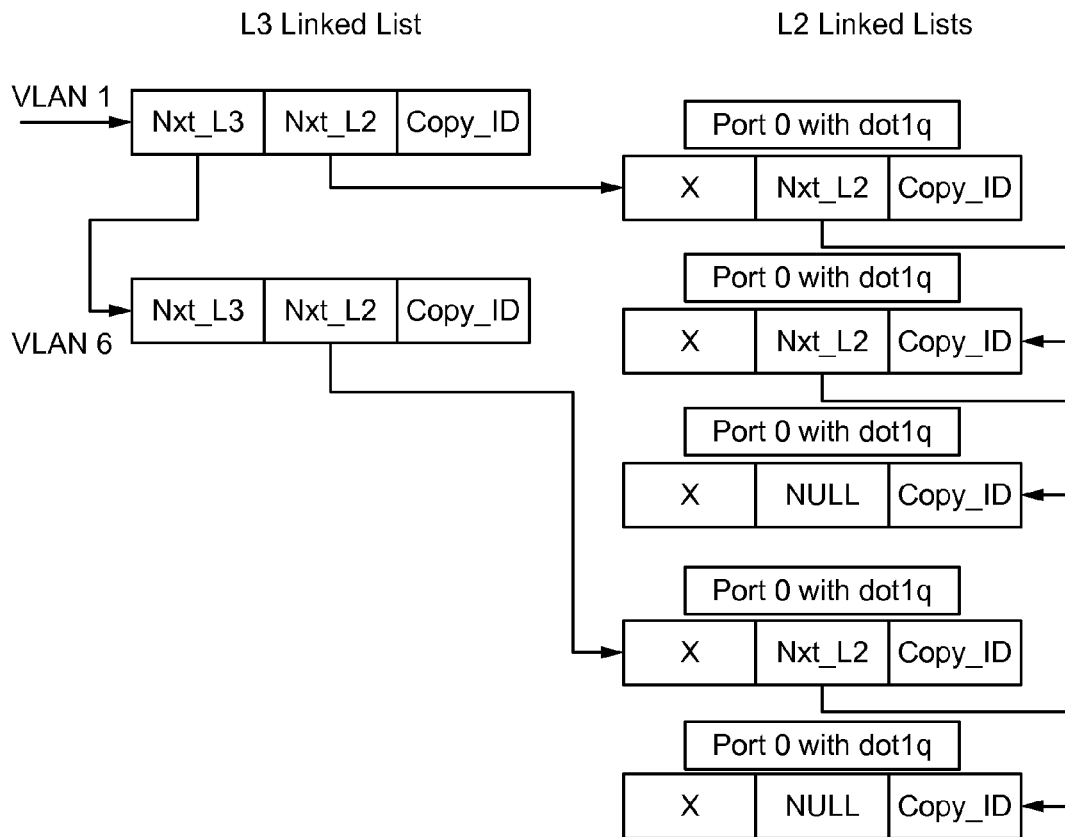 L3 Linked List
L2 Linked Lists
VLAN 1
Nxt_L3 Nxt_L2 Copy_ID
Port 0 with dot1q
X Nxt_L2 Copy_ID
Port 0 with dot1q
VLAN 6
Nxt_L3 Nxt_L2 Copy_ID
X Nxt_L2 Copy_ID
Port 0 with dot1q
X NULL Copy_ID
Port 0 with dot1q
X Nxt_L2 Copy_ID
Port 0 with dot1q
X NULL Copy_ID